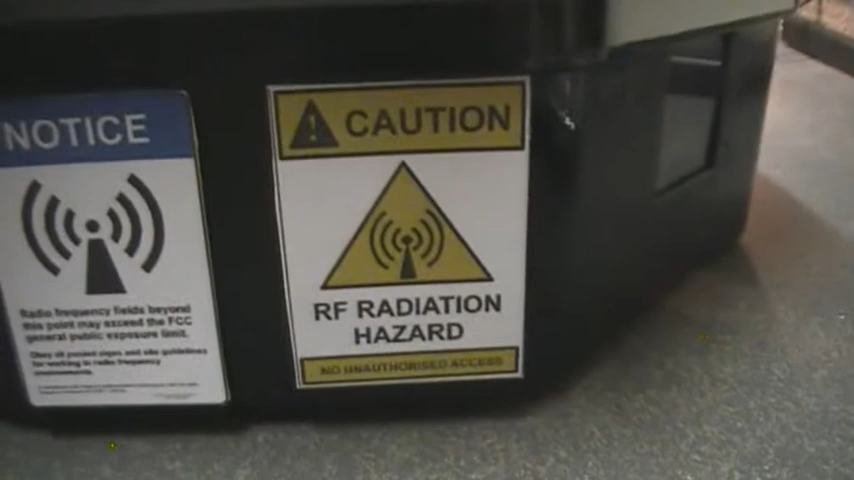 NOTICE
Radio frequency fields beyond
this point may exceed the FCC
general public exposure limit.
Obey all posted signs and site guidelines
for working in radio frequency
environments.
CAUTION
RF RADIATION
HAZARD
NO UNAUTHORISED ACCESS